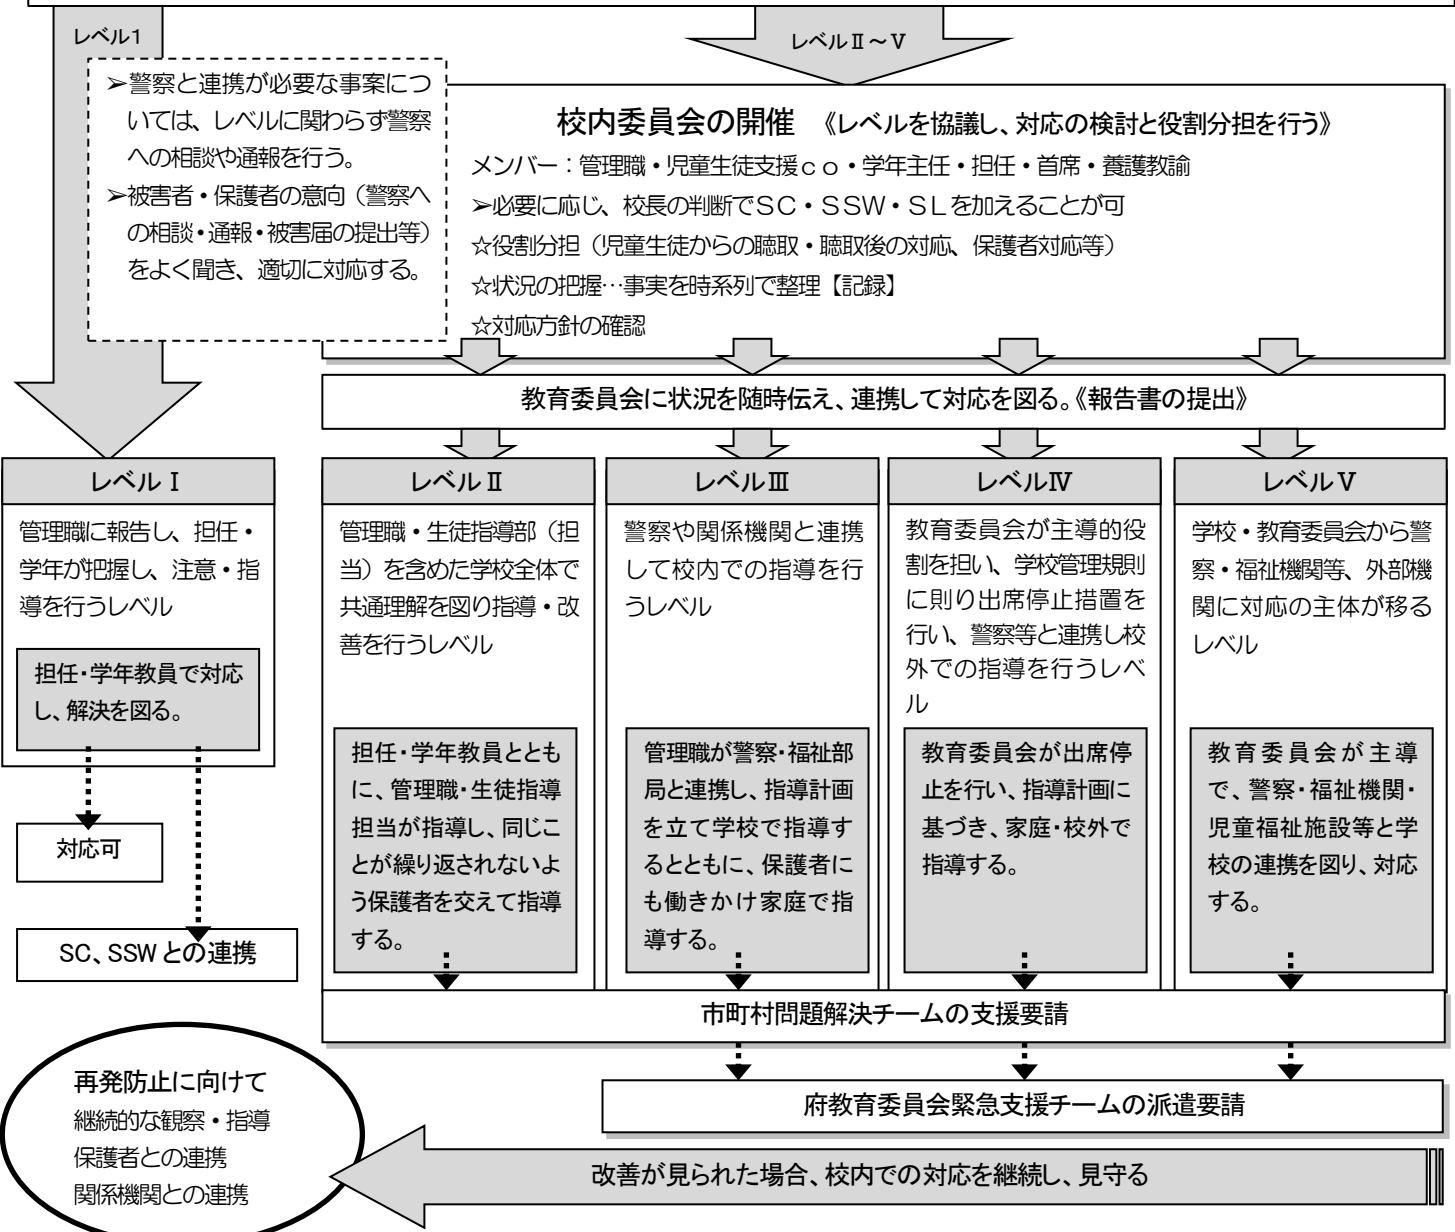 レベル1
レベルⅡ～Ⅴ
➢警察と連携が必要な事案につ
いては、レベルに関わらず警察
への相談や通報を行う。
➢被害者・保護者の意向（警察へ
の相談・通報・被害届の提出等）
をよく聞き、適切に対応する。
校内委員会の開催 《レベルを協議し、対応の検討と役割分担を行う》
メンバー：管理職・児童生徒支援ｃｏ・学年主任・担任・首席・養護教諭
➢必要に応じ、校長の判断でＳＣ・ＳＳＷ・ＳＬを加えることが可
☆役割分担（児童生徒からの聴取・聴取後の対応、保護者対応等）
☆状況の把握…事実を時系列で整理【記録】
☆対応方針の確認
教育委員会に状況を随時伝え、連携して対応を図る。《報告書の提出》
レベルⅠ
管理職に報告し、担任・
学年が把握し、注意・指
導を行うレベル
担任・学年教員で対応
し、解決を図る。
対応可
SC、SSWとの連携
レベルⅡ
管理職・生徒指導部（担
当）を含めた学校全体で
共通理解を図り指導・改
善を行うレベル
担任・学年教員ととも
に、管理職・生徒指導
担当が指導し、同じこ
とが繰り返されないよ
う保護者を交えて指導
する。
レベルⅢ
警察や関係機関と連携
して校内での指導を行
うレベル
管理職が警察・福祉部
局と連携し、指導計画
を立て学校で指導す
るとともに、保護者に
も働きかけ家庭で指
導する。
レベルⅣ
教育委員会が主導的役
割を担い、学校管理規則
に則り出席停止措置を
行い、警察等と連携し校
外での指導を行うレベ
ル
教育委員会が出席停
止を行い、指導計画に
基づき、家庭・校外で
指導する。
レベルⅤ
学校・教育委員会から警
察・福祉機関等、外部機
関に対応の主体が移る
レベル
教育委員会が主導
で、警察・福祉機関・
児童福祉施設等と学
校の連携を図り、対応
する。
市町村問題解決チームの支援要請
府教育委員会緊急支援チームの派遣要請
改善が見られた場合、校内での対応を継続し、見守る
再発防止に向けて
継続的な観察・指導
保護者との連携
関係機関との連携